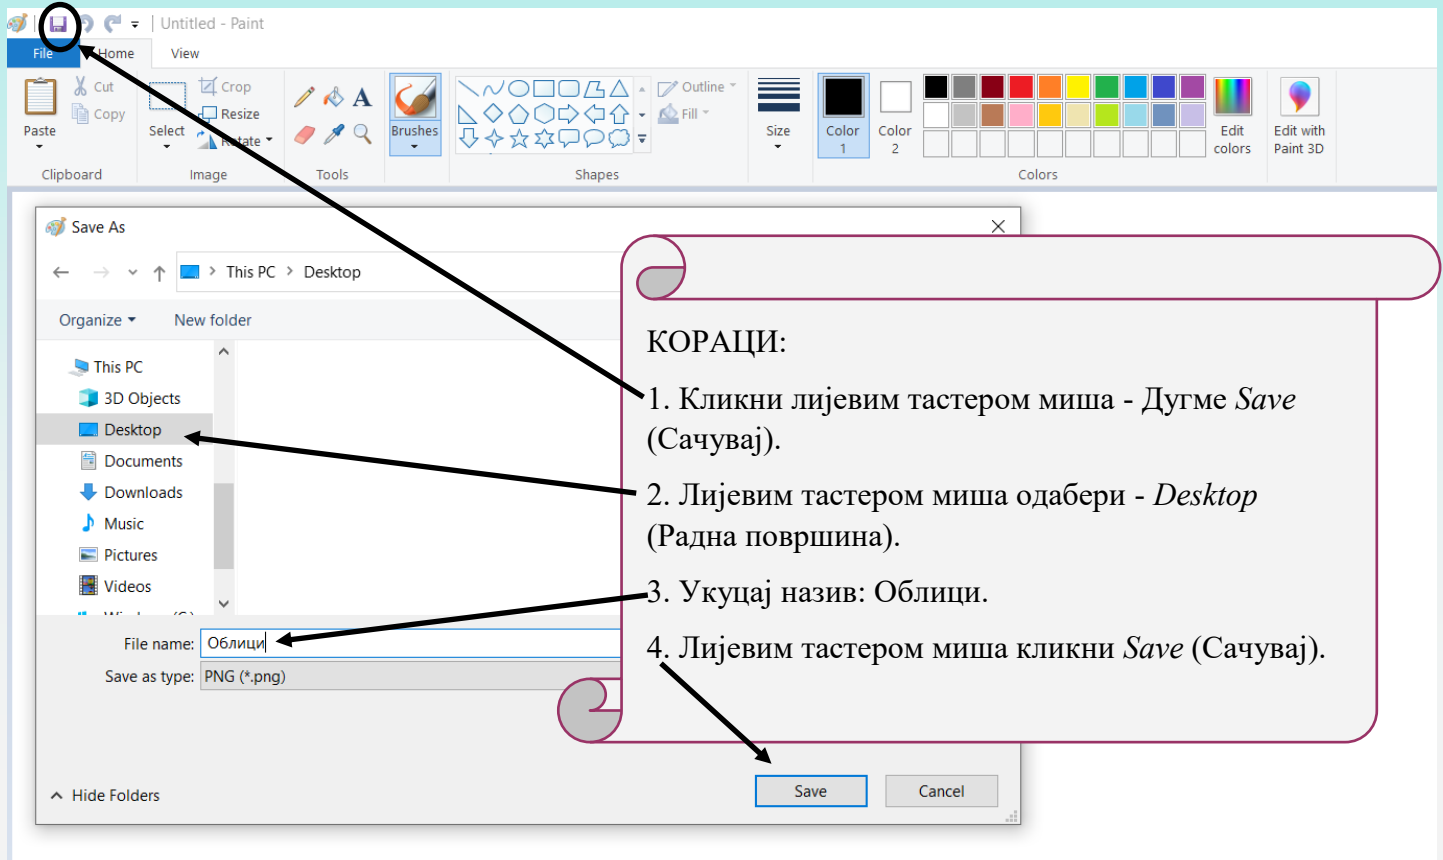 Untitled - Paint
File Home View
Paste
Cut
Copy
Clipboard
Select
Crop
Resize
Rotate
Image
Tools
Brushes
Shapes
Outline
Fill
Size
Color 1
Color 2
Colors
Edit colors
Edit with Paint 3D
Save As
This PC > Desktop
Organize New folder
This PC
3D Objects
Desktop
Documents
Downloads
Music
Pictures
Videos
File name: Облици
Save as type: PNG (*.png)
Hide Folders
Save Cancel
КОРАЦИ:
1. Кликни лијевим тастером миша - Дугме Save
(Сачувај).
2. Лијевим тастером миша одабери - Desktop
(Радна површина).
3. Укуцај назив: Облици.
4. Лијевим тастером миша кликни Save (Сачувај).